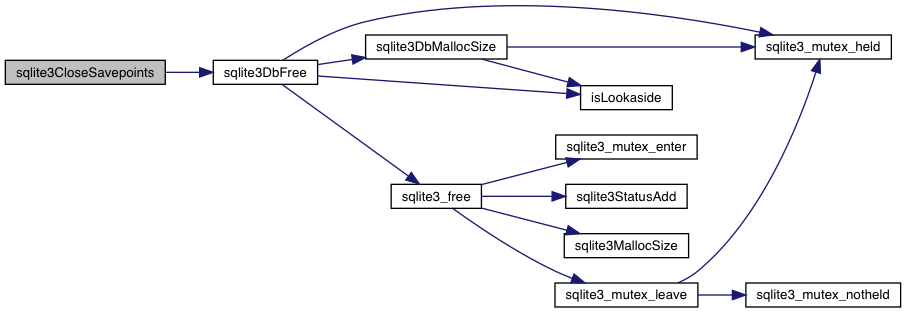 sqlite3CloseSavepoints
sqlite3DbFree
sqlite3DbMallocSize
sqlite3_mutex_held
isLookaside
sqlite3_free
sqlite3_mutex_enter
sqlite3StatusAdd
sqlite3MallocSize
sqlite3_mutex_leave
sqlite3_mutex_notheld